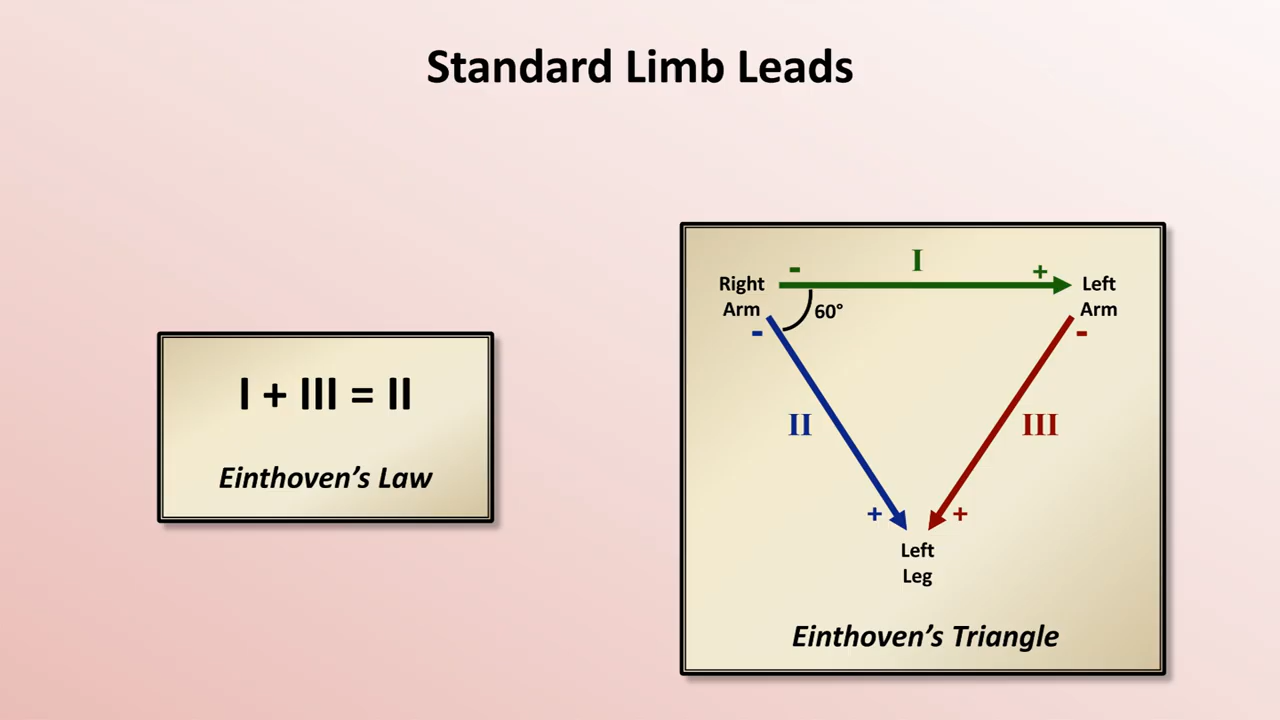 Standard Limb Leads
I + III = II
Einthoven’s Law
- I +
Right
Arm
60°
Left
Arm
-
-
II
III
+
+
Left
Leg
Einthoven’s Triangle